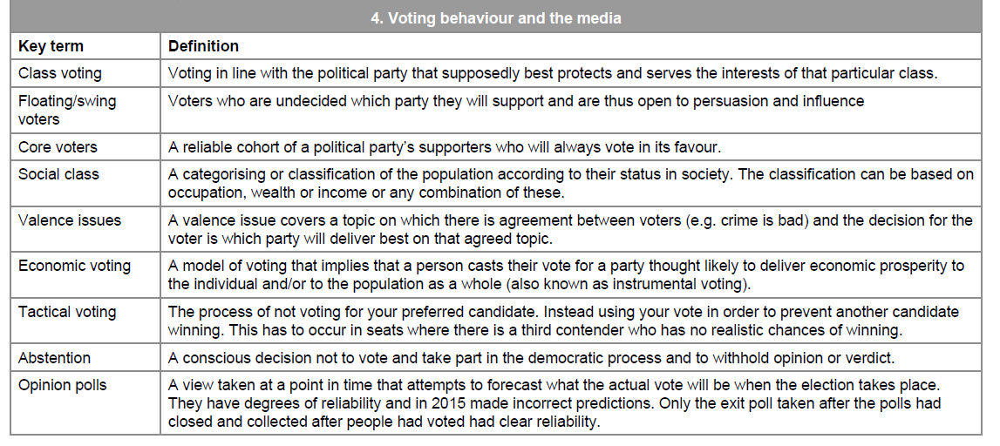 4. Voting behaviour and the media
Key term Definition
Class voting Voting in line with the political party that supposedly best protects and serves the interests of that particular class.
Floating/swing Voters who are undecided which party they will support and are thus open to persuasion and influence
voters
Core voters A reliable cohort of a political party's supporters who will always vote in its favour.
Social class A categorising or classification of the population according to their status in society. The classification can be based on
occupation, wealth or income or any combination of these.
Valence issues A valence issue covers a topic on which there is agreement between voters (e.g. crime is bad) and the decision for the
voter is which party will deliver best on that agreed topic.
Economic voting A model of voting that implies that a person casts their vote for a party thought likely to deliver economic prosperity to
the individual and/or to the population as a whole (also known as instrumental voting).
Tactical voting The process of not voting for your preferred candidate. Instead using your vote in order to prevent another candidate
winning. This has to occur in seats where there is a third contender who has no realistic chances of winning.
Abstention A conscious decision not to vote and take part in the democratic process and to withhold opinion or verdict.
Opinion polls A view taken at a point in time that attempts to forecast what the actual vote will be when the election takes place.
They have degrees of reliability and in 2015 made incorrect predictions. Only the exit poll taken after the polls had
closed and collected after people had voted had clear reliability.